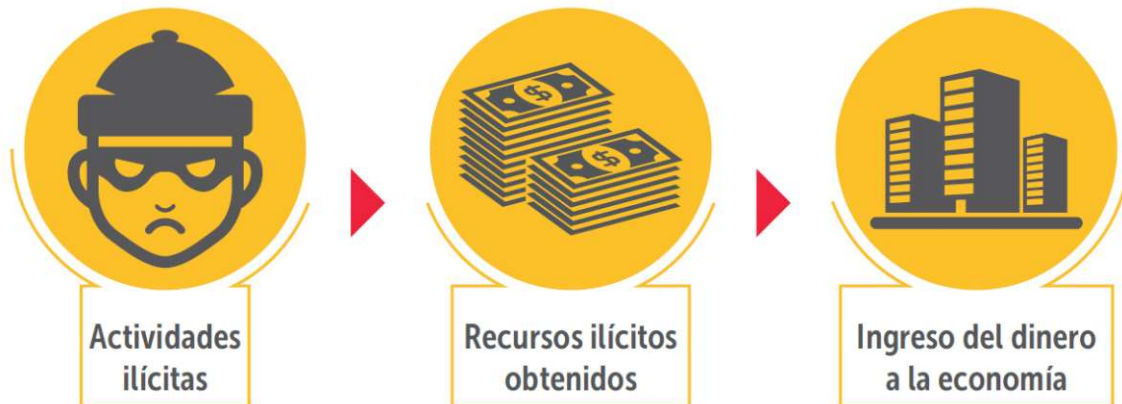 Actividades
ilícitas
Recursos ilícitos
obtenidos
Ingreso del dinero
a la economía